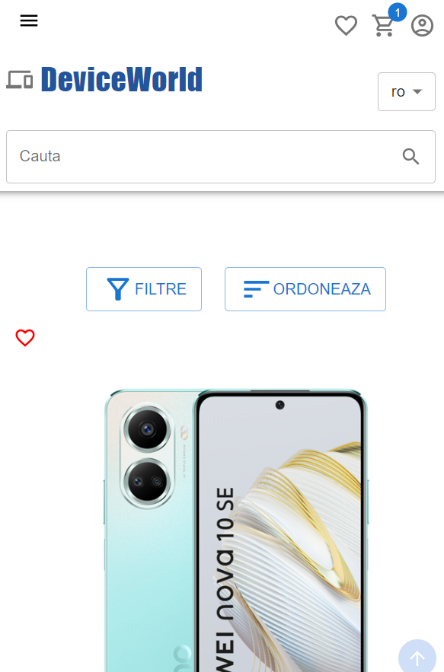 1
DeviceWorld
ro
Cauta
FILTRE
ORDONEAZA
WEI nova 10 SE